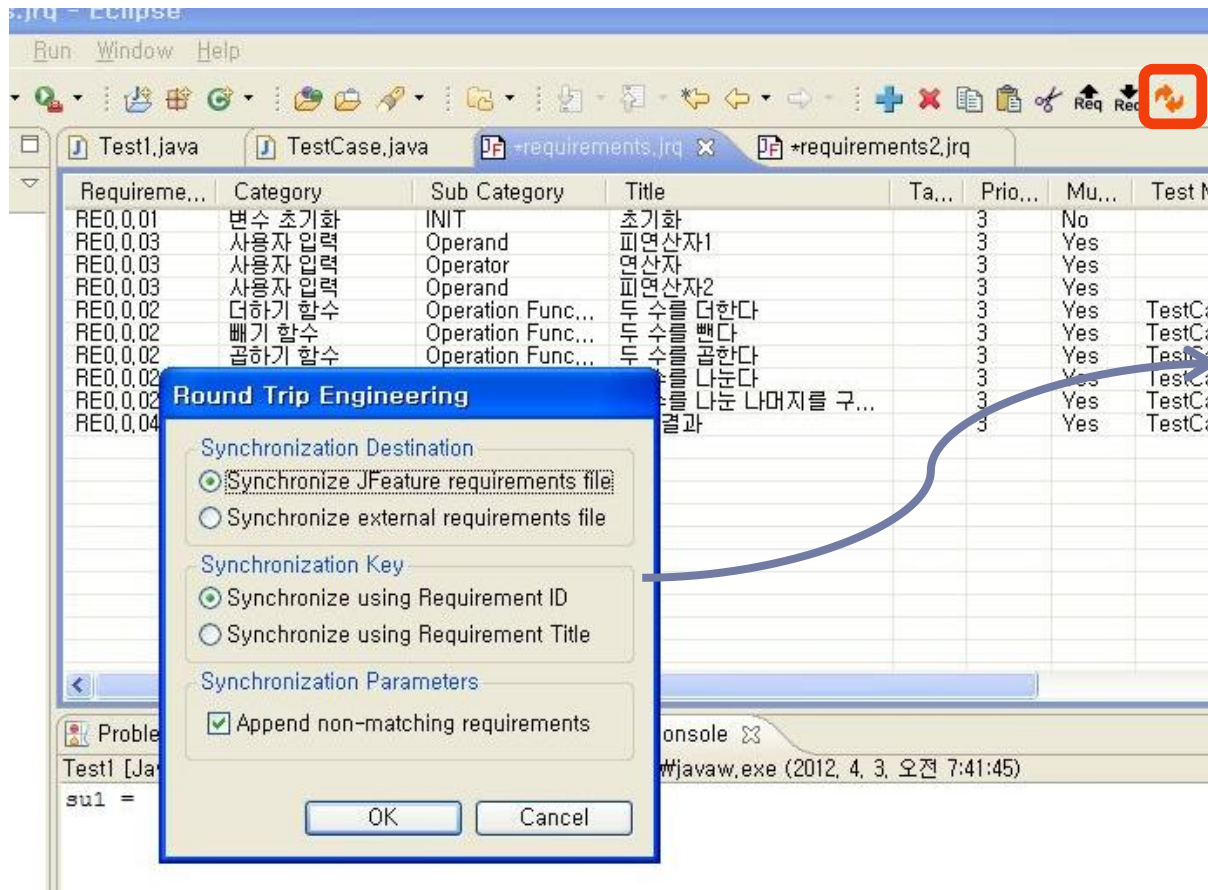 s.jrq - Eclipse
Run Window Help
Req Rec
Test1.java TestCase.java *requirements.jrq *requirements2.jrq
Requireme... Category Sub Category Title Ta... Prio... Mu... Test N
RE0.0.01 변수 초기화 INIT 초기화 3 No
RE0.0.03 사용자 입력 Operand 피연산자1 3 Yes
RE0.0.03 사용자 입력 Operator 연산자 3 Yes
RE0.0.03 사용자 입력 Operand 피연산자2 3 Yes
RE0.0.02 더하기 함수 Operation Func... 두 수를 더한다 3 Yes TestCa
RE0.0.02 빼기 함수 Operation Func... 두 수를 뺀다 3 Yes TestCa
RE0.0.02 곱하기 함수 Operation Func... 두 수를 곱한다 3 Yes TestCa
RE0.0.02 수를 나눈다 3 Yes TestCa
RE0.0.02 수를 나눈 나머지를 구... 3 Yes TestCa
RE0.0.04 결과 3 Yes TestCa
Round Trip Engineering
Synchronization Destination
Synchronize JFeature requirements file
Synchronize external requirements file
Synchronization Key
Synchronize using Requirement ID
Synchronize using Requirement Title
Synchronization Parameters
Append non-matching requirements
OK Cancel
Proble onsole
Test1 [Ja ₩javaw.exe (2012. 4. 3. 오전 7:41:45)
su1 =